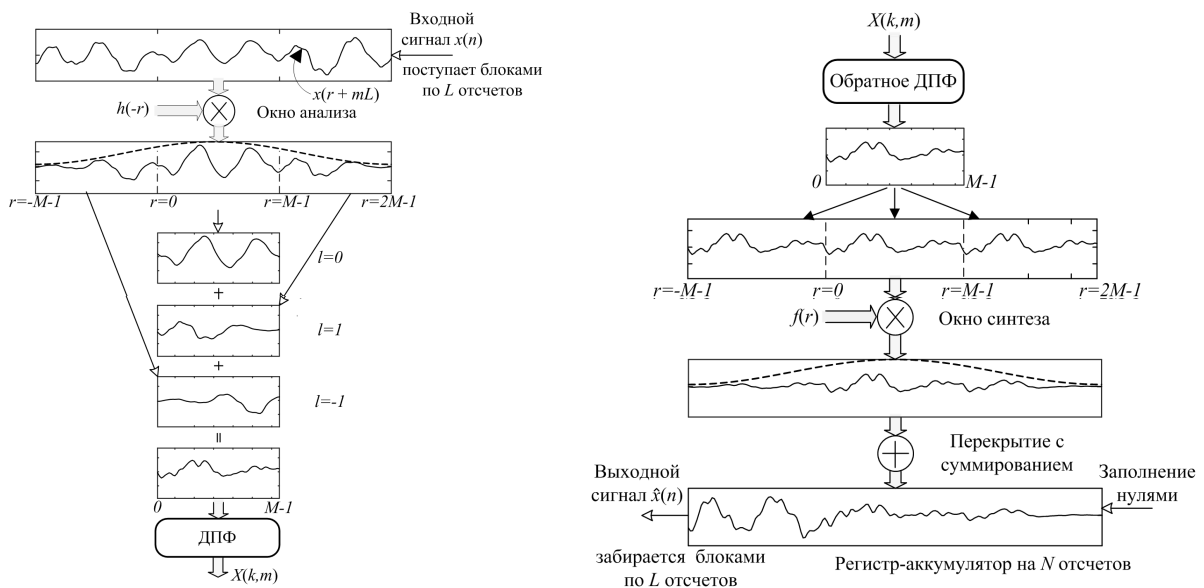 Входной
сигнал x(n)
поступает блоками
по L отсчетов
x(r + mL)
h(-r)
Окно анализа
r=-M-1
r=0
r=M-1
r=2M-1
l=0
+
l=1
+
l=-1
=
0
M-1
ДПФ
X(k,m)
X(k,m)
Обратное ДПФ
0
M-1
r=-M-1
r=0
r=M-1
r=2M-1
f(r)
Окно синтеза
Перекрытие с
суммированием
Выходной
сигнал x̂(n)
Заполнение
нулями
забирается блоками
по L отсчетов
Регистр-аккумулятор на N отсчетов